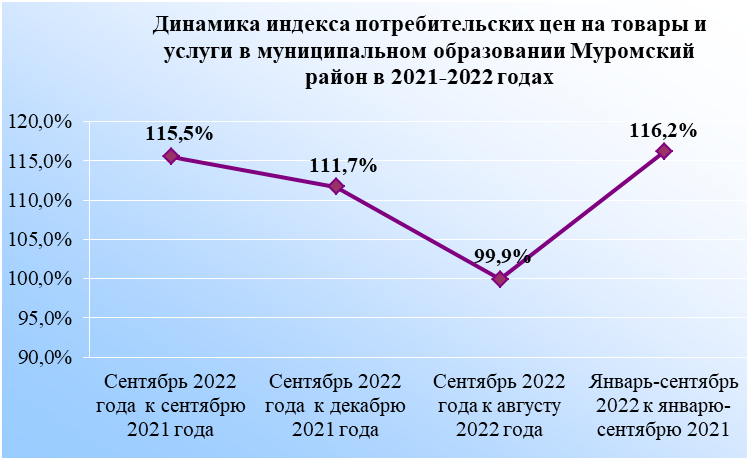 Динамика индекса потребительских цен на товары и
услуги в муниципальном образовании Муромский
район в 2021-2022 годах
120,0%
115,0%
110,0%
105,0%
100,0%
95,0%
90,0%
115,5%
111,7%
99,9%
116,2%
Сентябрь 2022
года к сентябрю
2021 года
Сентябрь 2022
года к декабрю
2021 года
Сентябрь 2022
года к августу
2022 года
Январь-сентябрь
2022 к январю-
сентябрю 2021